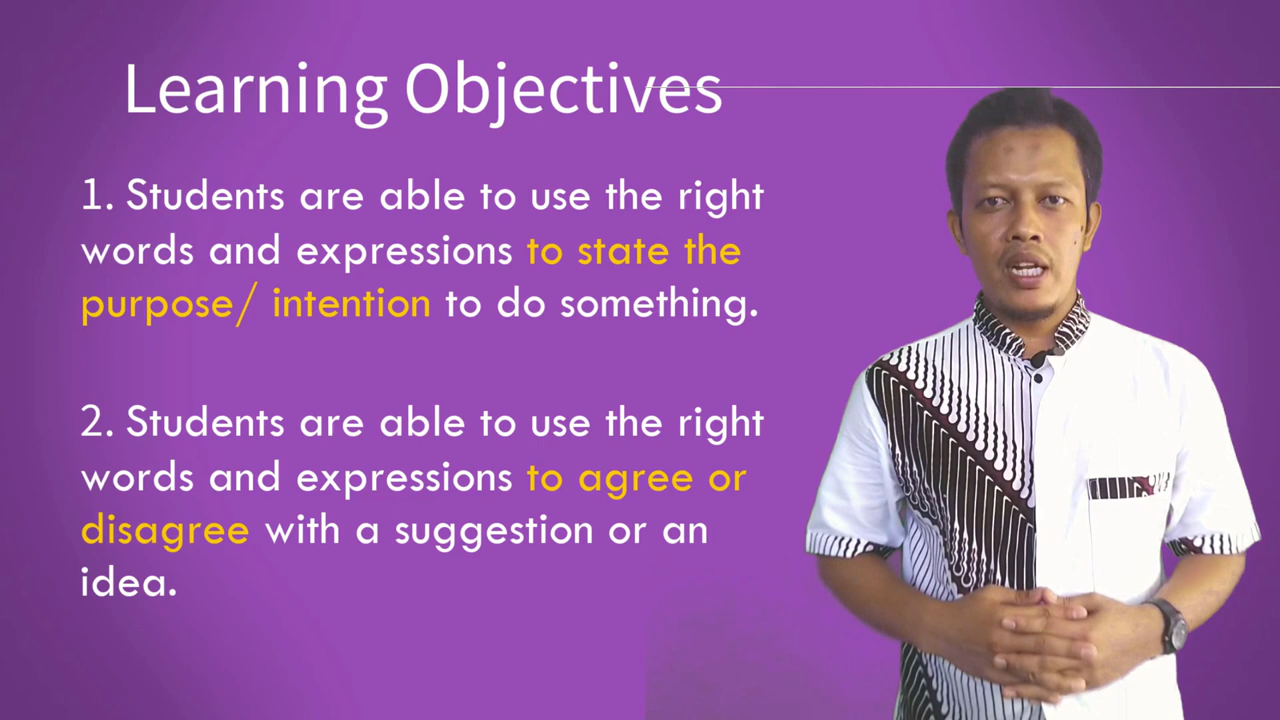 Learning Objectives
1. Students are able to use the right
words and expressions to state the
purpose/ intention to do something.
2. Students are able to use the right
words and expressions to agree or
disagree with a suggestion or an
idea.